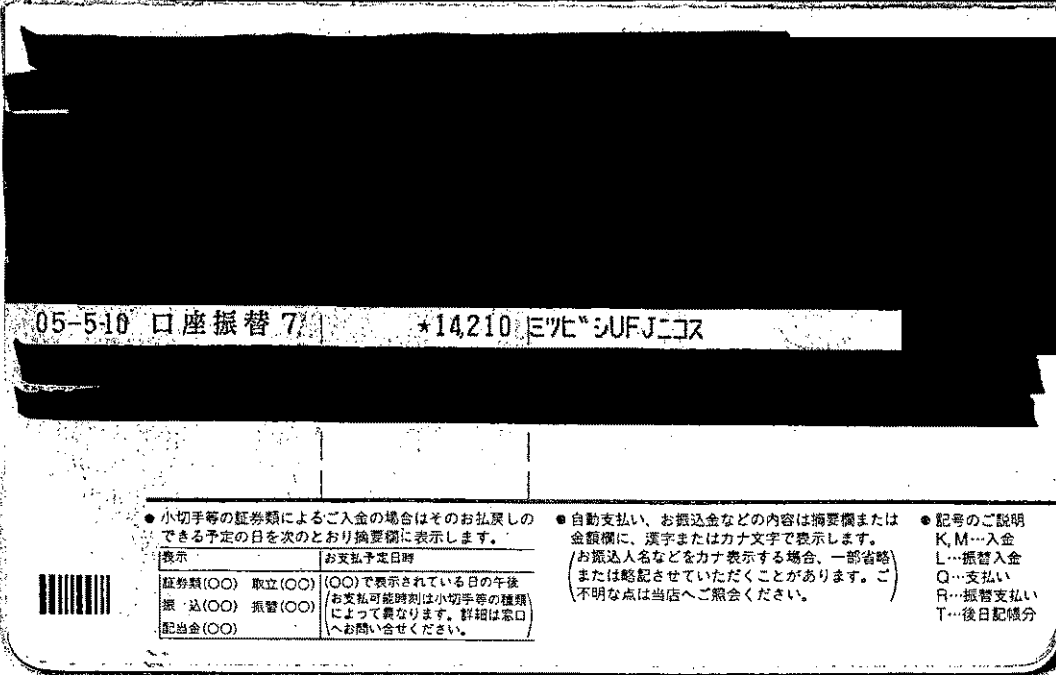 05-5-10 口座振替 7 ★14,210 ミツビシUFJニコス
● 小切手等の証券類によるご入金の場合はそのお払戻しの
できる予定の日を次のとおり摘要欄に表示します。
表示 お支払予定日時
証券類(〇〇) 取立(〇〇) (〇〇)で表示されている日の午後
振 込(〇〇) 振替(〇〇) (お支払可能時刻は小切手等の種類
によって異なります。詳細は窓口
配当金(〇〇) へお問い合せください。)
● 自動支払い、お振込金などの内容は摘要欄または
金額欄に、漢字またはカナ文字で表示します。
(お振込人名などをカナ表示する場合、一部省略
または略記させていただくことがあります。ご
不明な点は当店へご照会ください。)
● 記号のご説明
K, M…入金
L…振替入金
Q…支払い
R…振替支払い
T…後日記帳分